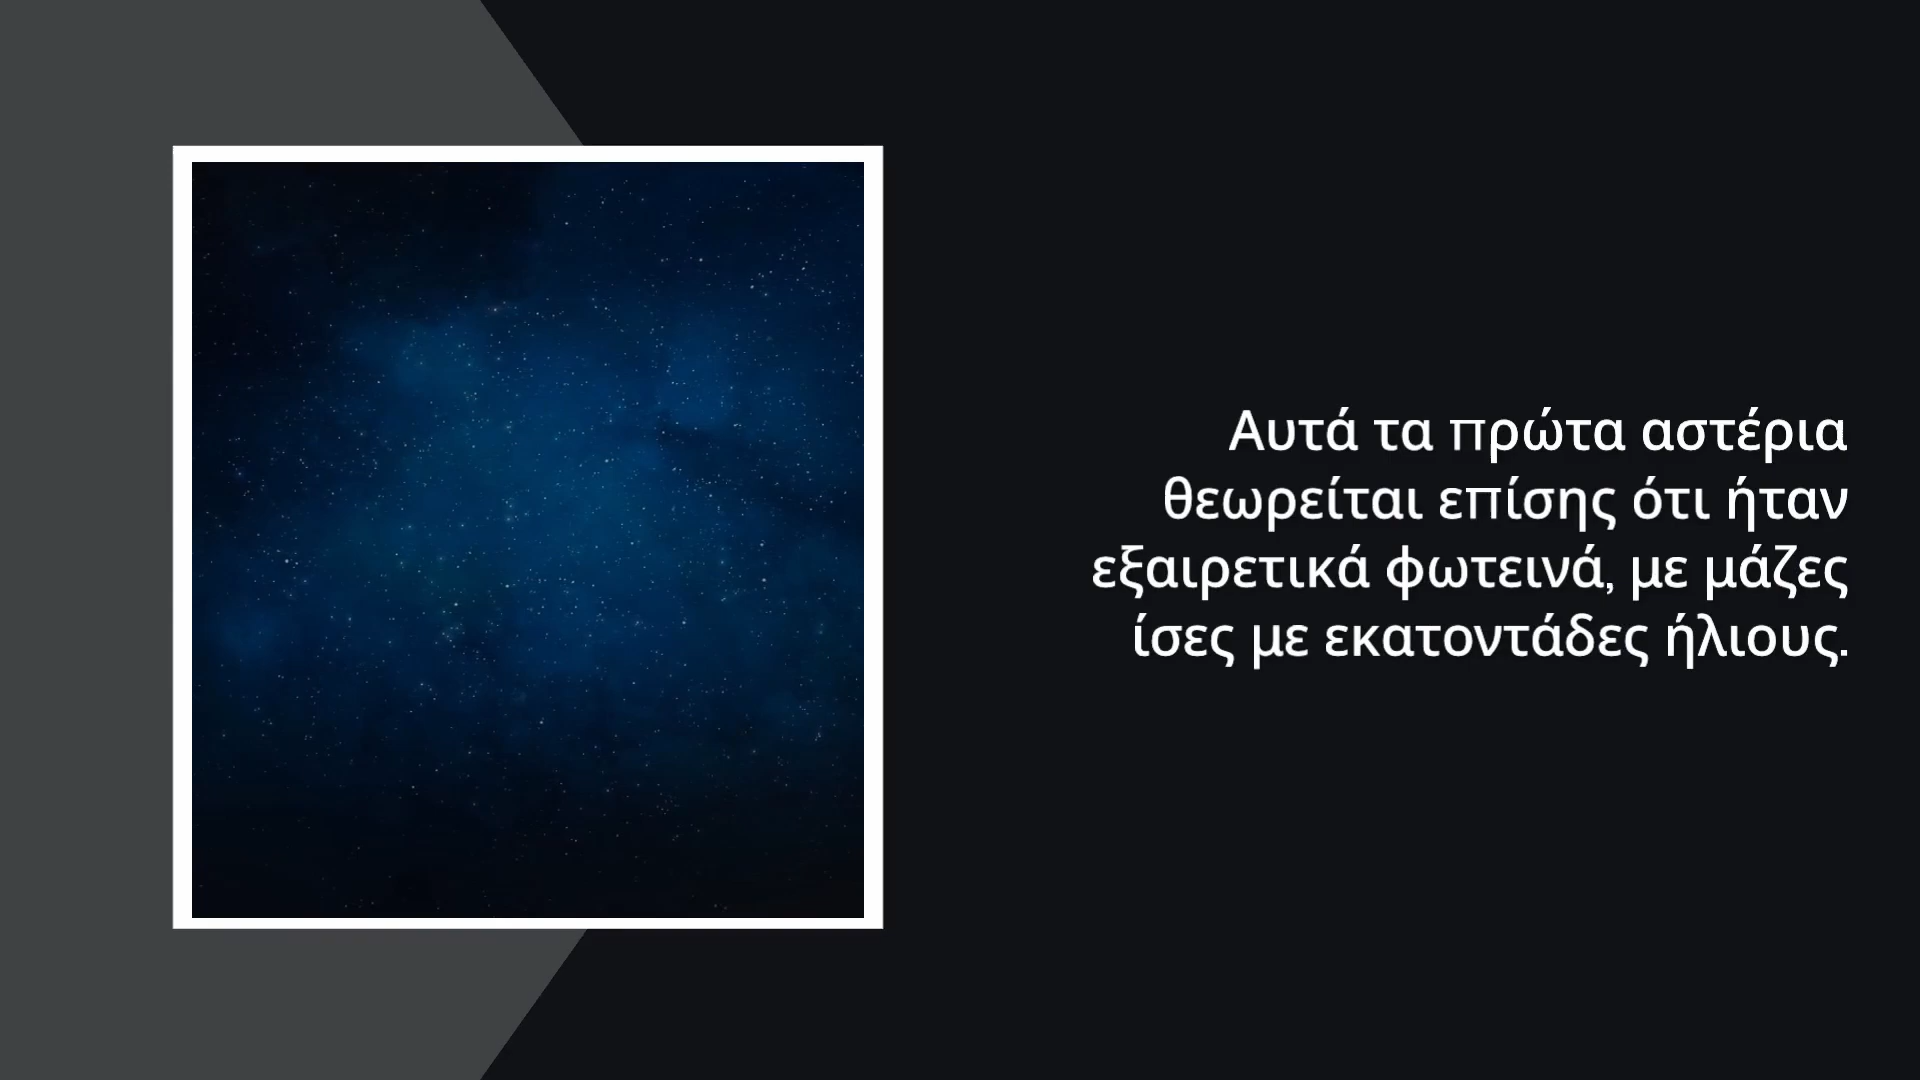 Αυτά τα πρώτα αστέρια
θεωρείται επίσης ότι ήταν
εξαιρετικά φωτεινά, με μάζες
ίσες με εκατοντάδες ήλιους.